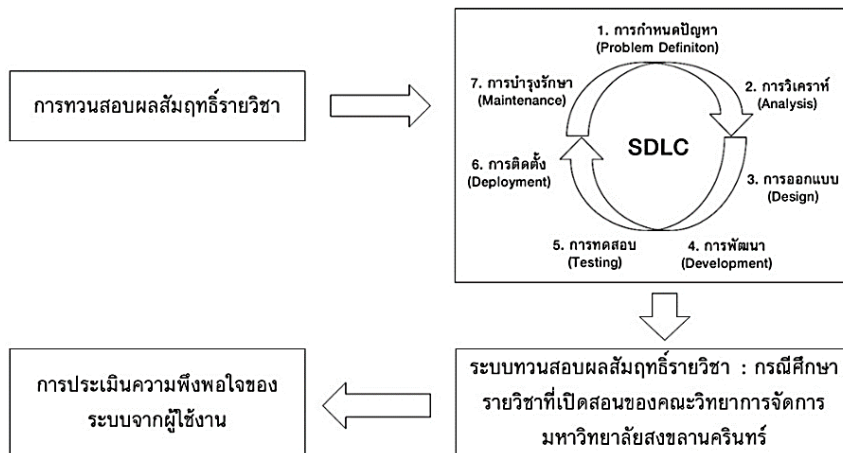 การทวนสอบผลสัมฤทธิ์รายวิชา
1. การกำหนดปัญหา
(Problem Definiton)
2. การวิเคราห์
(Analysis)
3. การออกแบบ
(Design)
4. การพัฒนา
(Development)
5. การทดสอบ
(Testing)
6. การติดตั้ง
(Deployment)
7. การบำรุงรักษา
(Maintenance)
SDLC
ระบบทวนสอบผลสัมฤทธิ์รายวิชา : กรณีศึกษา
รายวิชาที่เปิดสอนของคณะวิทยาการจัดการ
มหาวิทยาลัยสงขลานครินทร์
การประเมินความพึงพอใจของ
ระบบจากผู้ใช้งาน